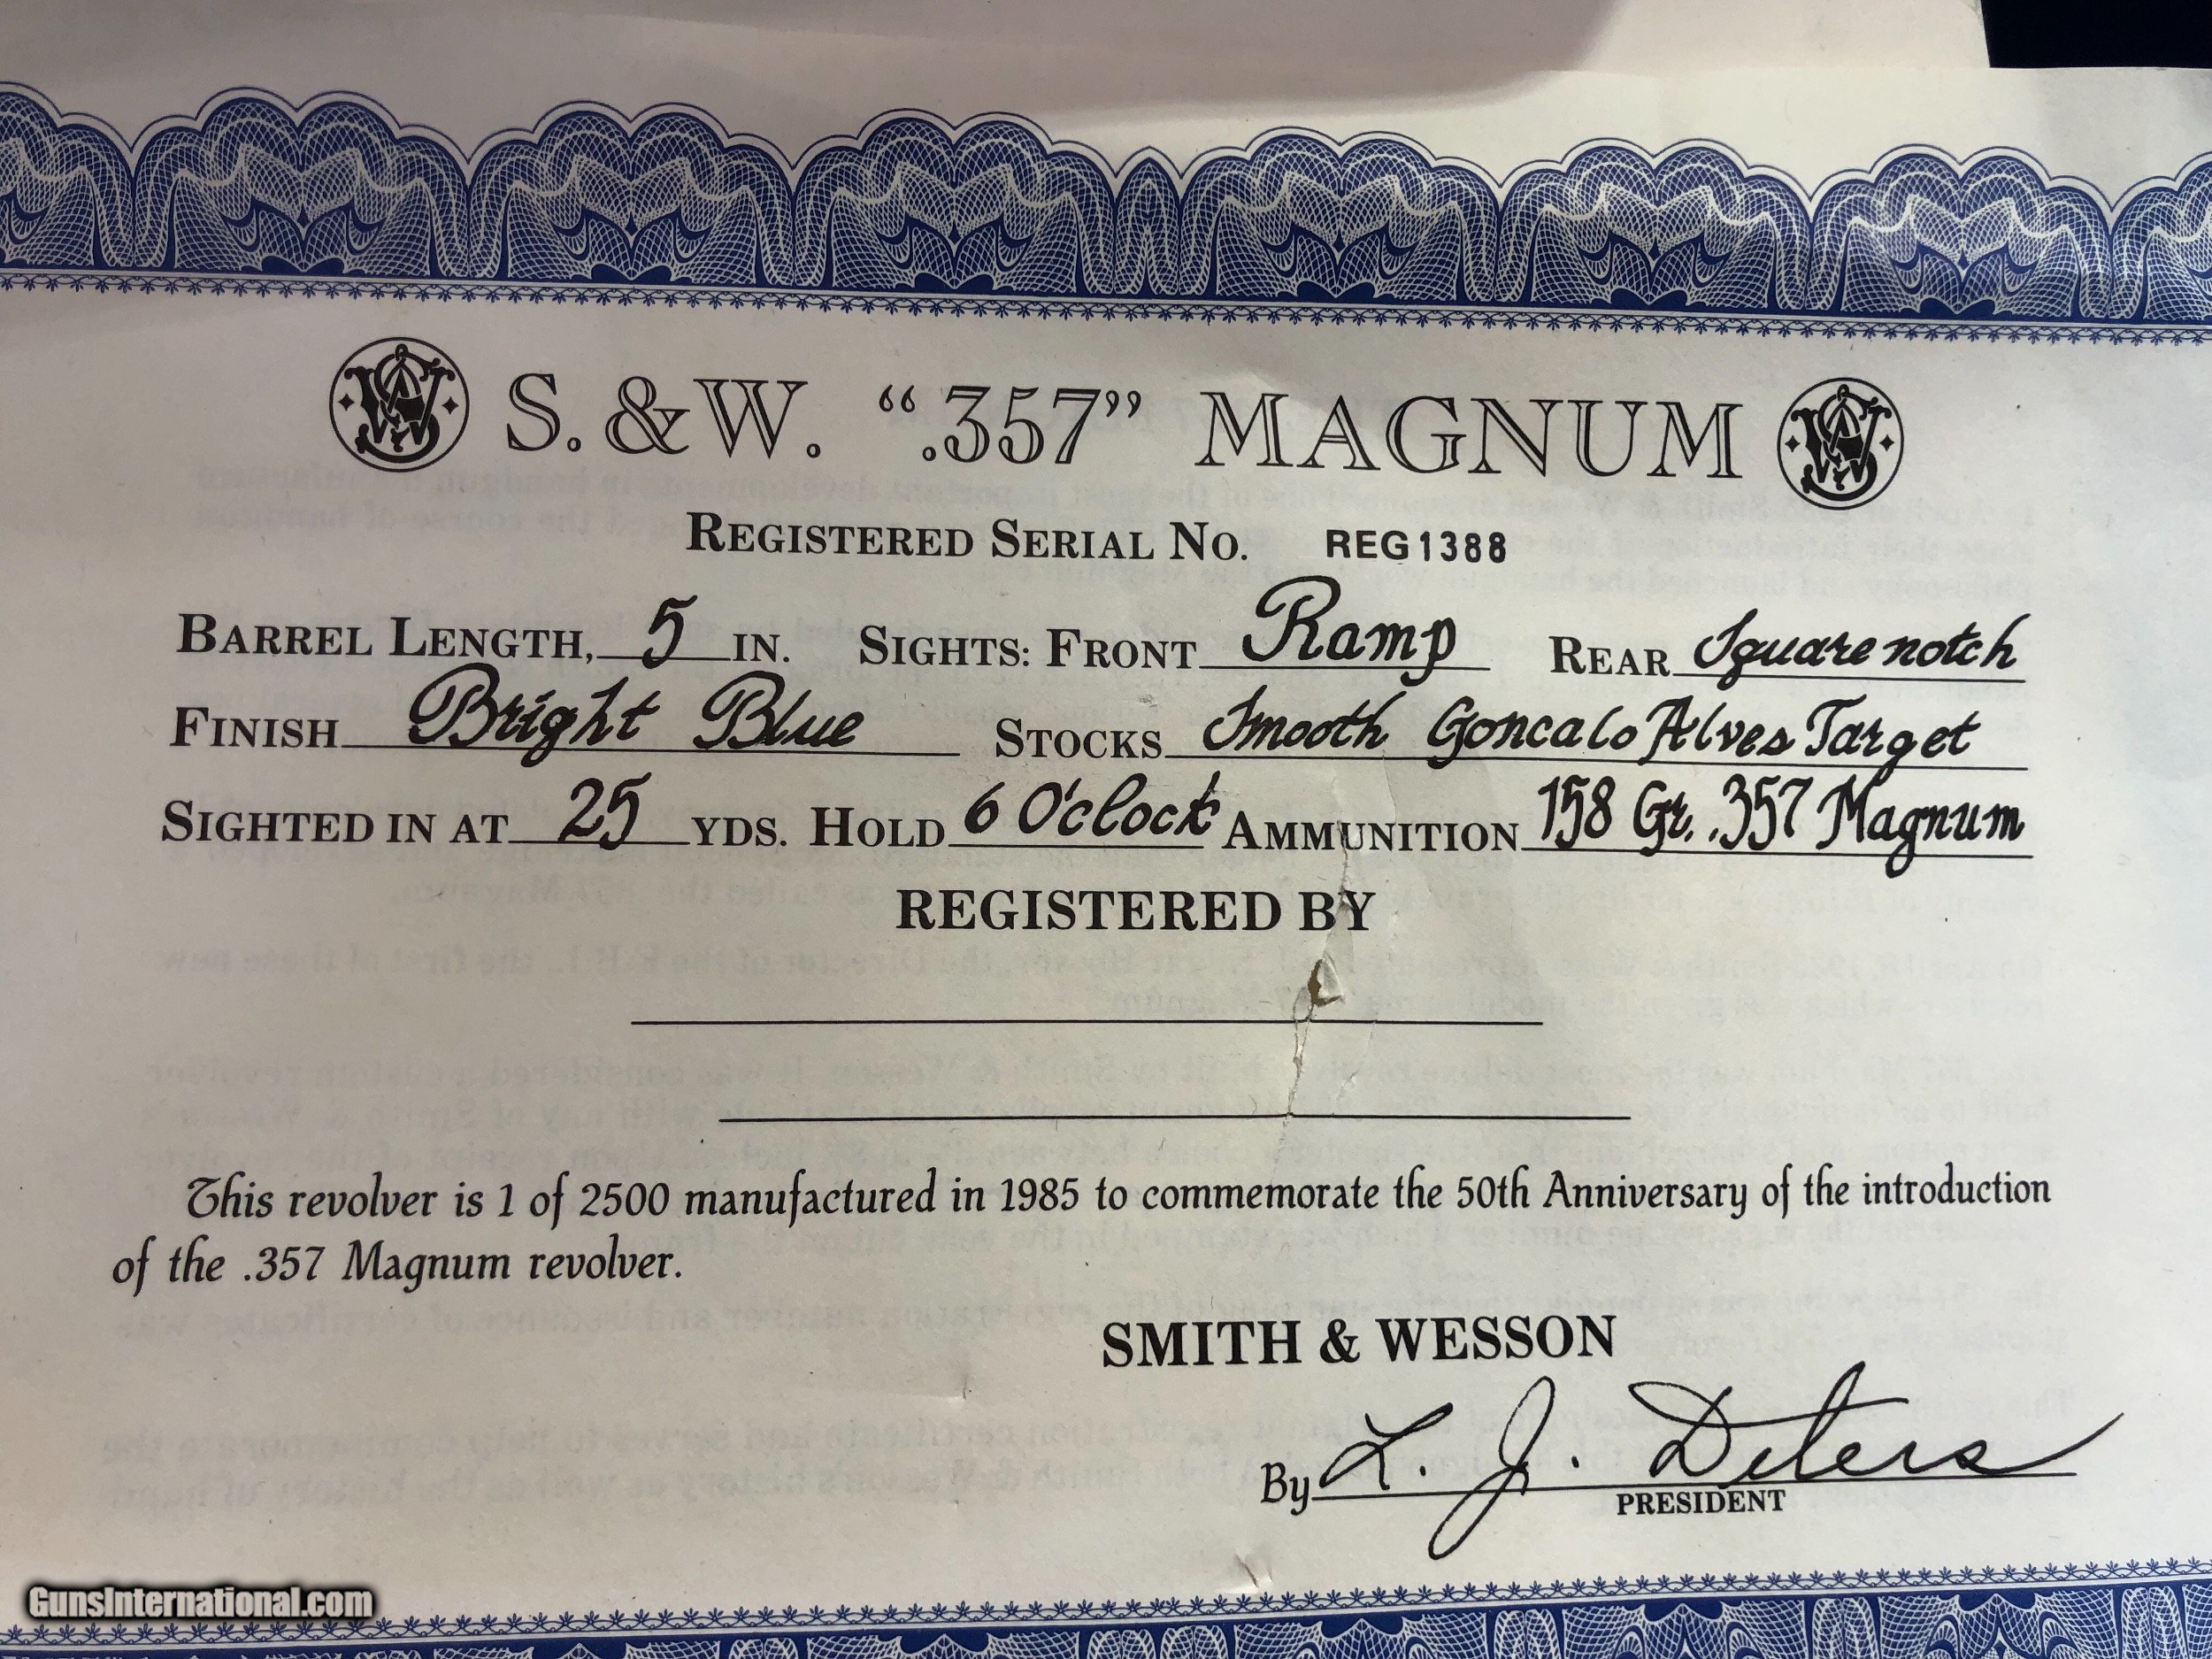 S. & W. “.357” MAGNUM
REGISTERED SERIAL NO. REG1388
BARREL LENGTH, 5 IN. SIGHTS: FRONT Ramp REAR Square notch
FINISH Bright Blue STOCKS Smooth Goncalo Alves Target
SIGHTED IN AT 25 YDS. HOLD 6 O'clock AMMUNITION 158 Gr. .357 Magnum
REGISTERED BY
This revolver is 1 of 2500 manufactured in 1985 to commemorate the 50th Anniversary of the introduction
of the .357 Magnum revolver.
SMITH & WESSON
By L. J. Deters
PRESIDENT
GunsInternational.com